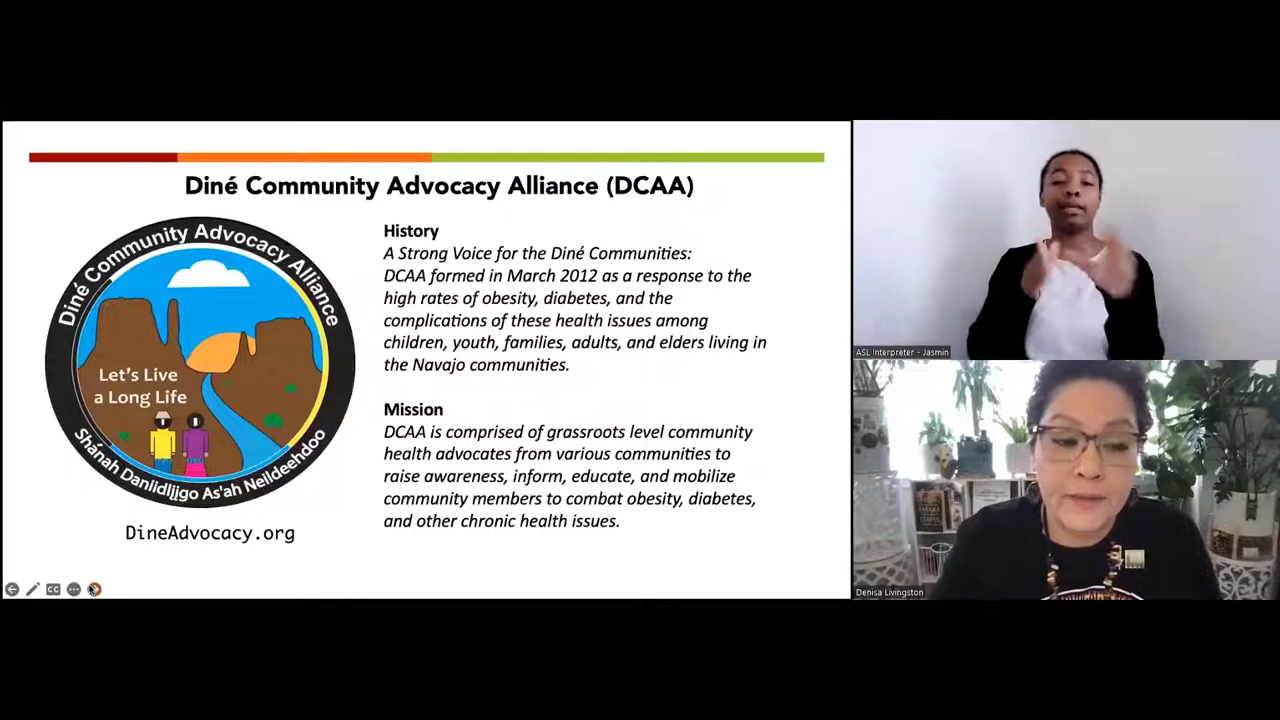 Diné Community Advocacy Alliance (DCAA)
Diné Community Advocacy Alliance
Let's Live
a Long Life
Shánah Daniidlįįgo As'ah Neildeehdoo
DineAdvocacy.org
History
A Strong Voice for the Diné Communities:
DCAA formed in March 2012 as a response to the
high rates of obesity, diabetes, and the
complications of these health issues among
children, youth, families, adults, and elders living in
the Navajo communities.
Mission
DCAA is comprised of grassroots level community
health advocates from various communities to
raise awareness, inform, educate, and mobilize
community members to combat obesity, diabetes,
and other chronic health issues.
CC
ASL Interpreter - Jasmin
Denisa Livingston